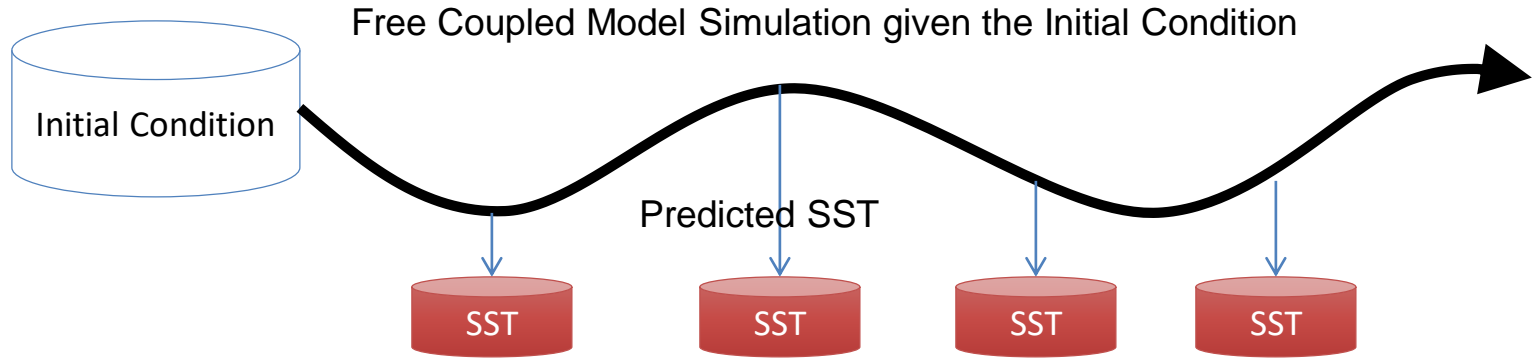 Free Coupled Model Simulation given the Initial Condition
Initial Condition
Predicted SST
SST
SST
SST
SST